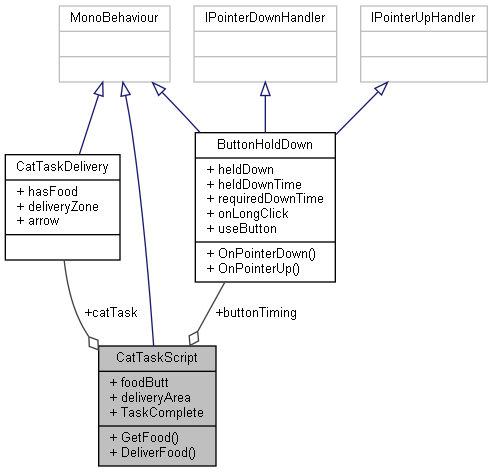 MonoBehaviour
IPointerDownHandler
IPointerUpHandler
CatTaskDelivery
+ hasFood
+ deliveryZone
+ arrow
ButtonHoldDown
+ heldDown
+ heldDownTime
+ requiredDownTime
+ onLongClick
+ useButton
+ OnPointerDown()
+ OnPointerUp()
+catTask
+buttonTiming
CatTaskScript
+ foodButt
+ deliveryArea
+ TaskComplete
+ GetFood()
+ DeliverFood()